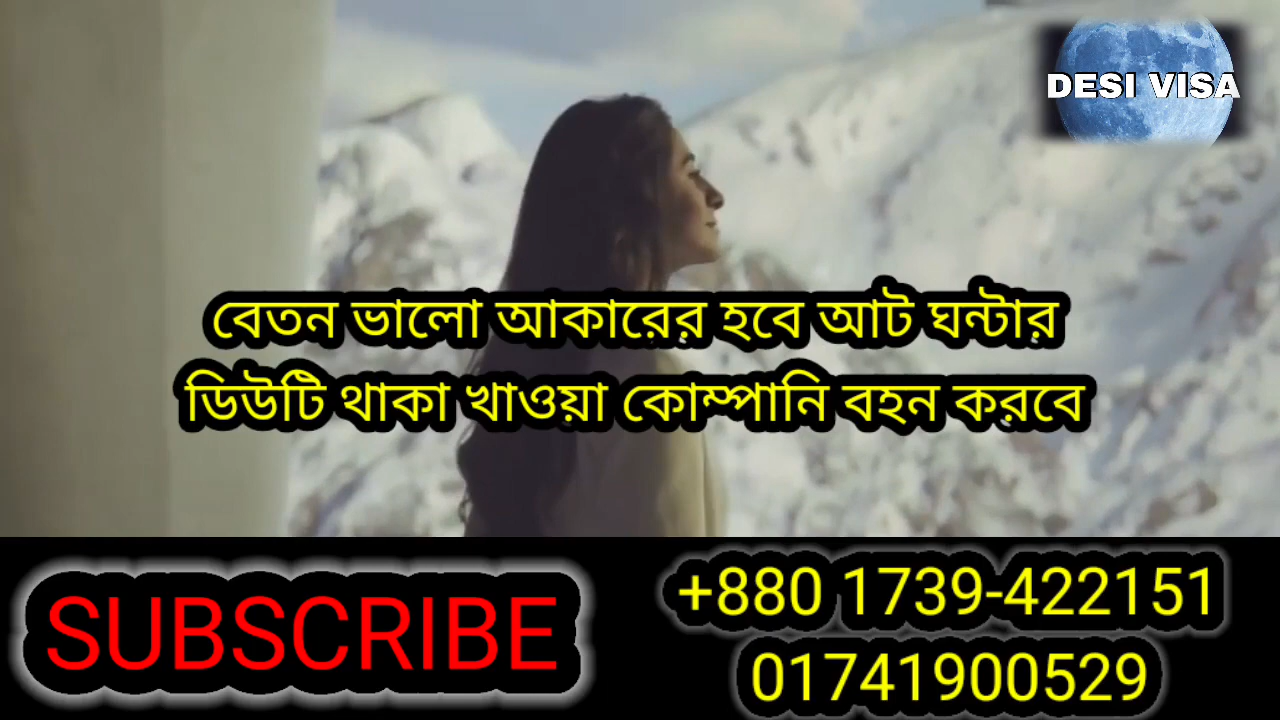 DESI VISA
বেতন ভালো আকারের হবে আট ঘন্টার
ডিউটি থাকা খাওয়া কোম্পানি বহন করবে
SUBSCRIBE
+880 1739-422151
01741900529